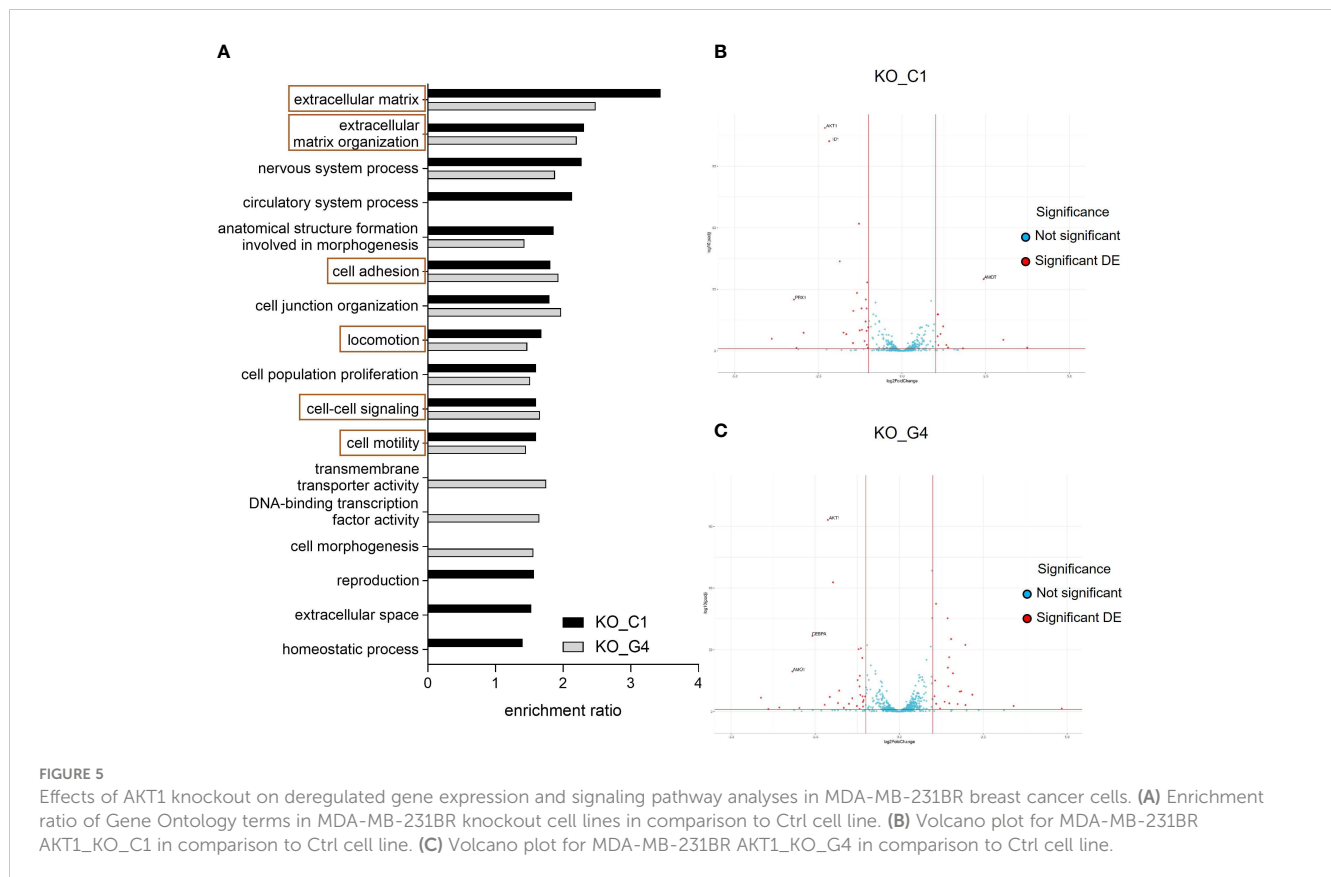 A
extracellular matrix
extracellular
matrix organization
nervous system process
circulatory system process
anatomical structure formation
involved in morphogenesis
cell adhesion
cell junction organization
locomotion
cell population proliferation
cell-cell signaling
cell motility
transmembrane
transporter activity
DNA-binding transcription
factor activity
cell morphogenesis
reproduction
extracellular space
homeostatic process
KO_C1
KO_G4
0 1 2 3 4
enrichment ratio
B
KO_C1
AKT1
AMOT
PRX1
log2FoldChange
Significance
Not significant
Significant DE
C
KO_G4
CEBPA
log2FoldChange
Significance
Not significant
Significant DE
FIGURE 5
Effects of AKT1 knockout on deregulated gene expression and signaling pathway analyses in MDA-MB-231BR breast cancer cells. (A) Enrichment
ratio of Gene Ontology terms in MDA-MB-231BR knockout cell lines in comparison to Ctrl cell line. (B) Volcano plot for MDA-MB-231BR
AKT1_KO_C1 in comparison to Ctrl cell line. (C) Volcano plot for MDA-MB-231BR AKT1_KO_G4 in comparison to Ctrl cell line.